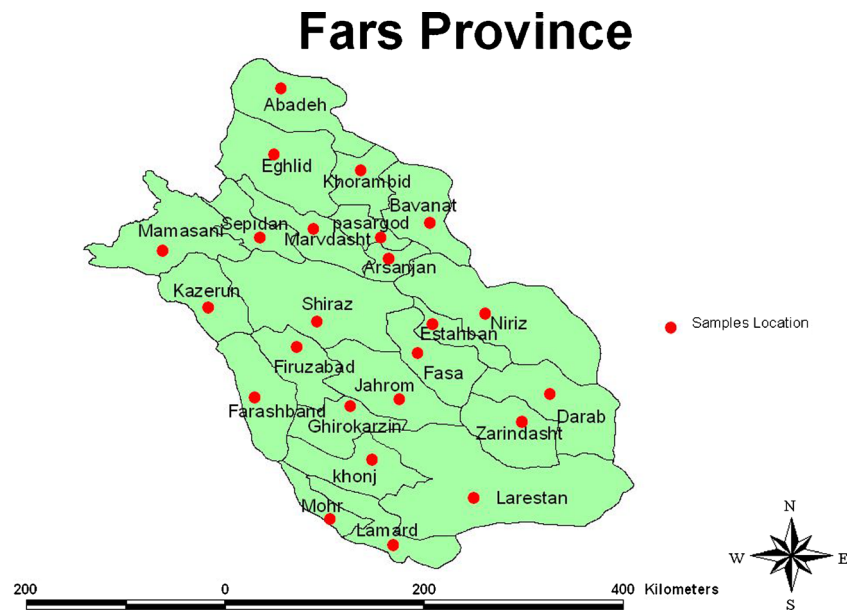 Fars Province
Abadeh
Eghlid
Khorambid
Bavanat
Mamasani
Sepidan
Marvdasht
pasargod
Arsanjan
Kazerun
Shiraz
Niriz
Estahban
Samples Location
Firuzabad
Fasa
Jahrom
Farashband
Ghirokarzin
Darab
Zarindasht
khonj
Larestan
Mohr
Lamard
N
W E
S
200 0 200 400 Kilometers